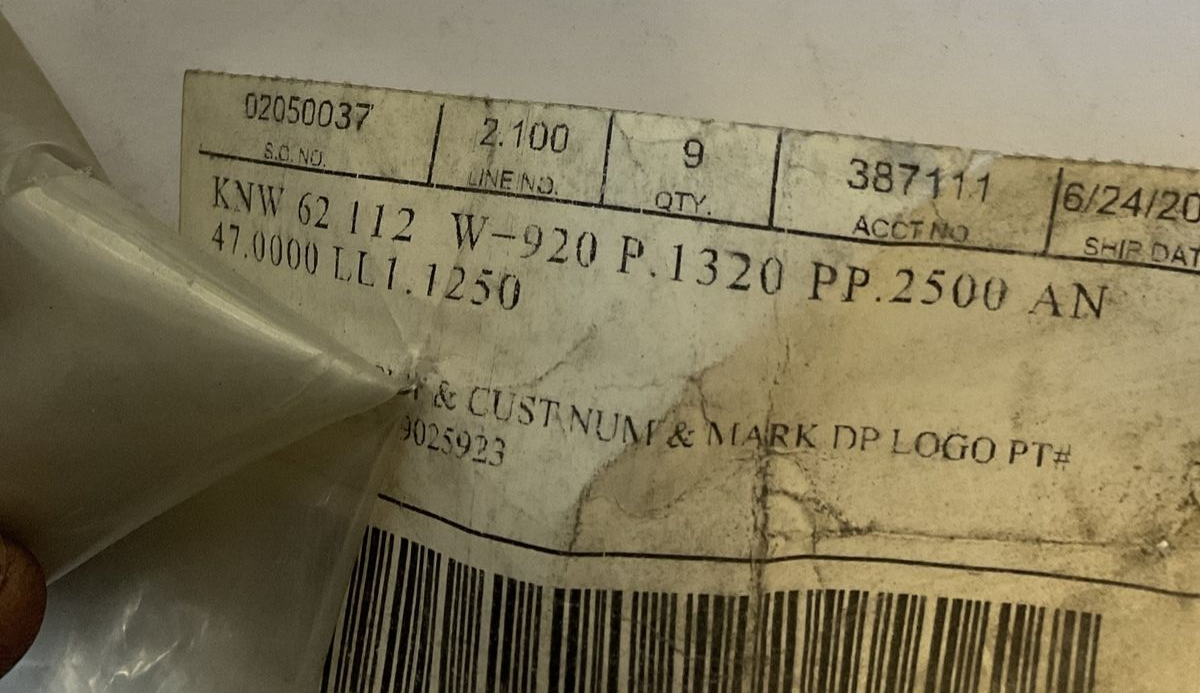 02050037 2.100 9 387111 6/24/20
S.O. NO. LINE NO. QTY. ACCT NO SHIP DAT
KNW 62 112 W-920 P.1320 PP.2500 AN
47.0000 LL1.1250
& CUST NUM & MARK DP LOGO PT#
9025923